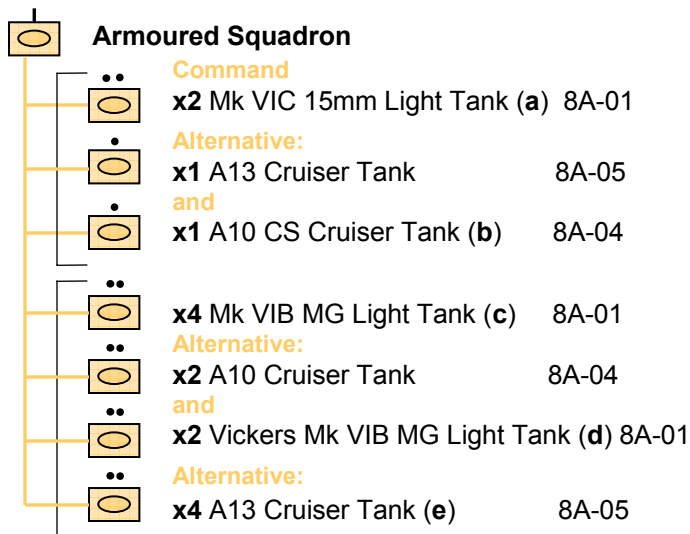 Armoured Squadron
Command
x2 Mk VIC 15mm Light Tank (a) 8A-01
Alternative:
x1 A13 Cruiser Tank 8A-05
and
x1 A10 CS Cruiser Tank (b) 8A-04
x4 Mk VIB MG Light Tank (c) 8A-01
Alternative:
x2 A10 Cruiser Tank 8A-04
and
x2 Vickers Mk VIB MG Light Tank (d) 8A-01
Alternative:
x4 A13 Cruiser Tank (e) 8A-05